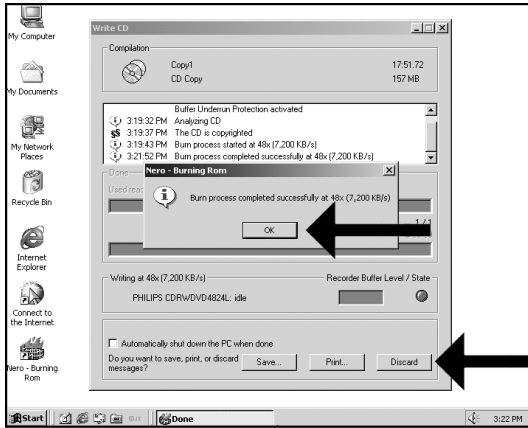 Write CD
My Computer
Compilation
Copy1
17:51.72
CD Copy
157 MB
My Documents
Buffer Underrun Protection activated
3:19:32 PM Analyzing CD
3:19:37 PM The CD is copyrighted
3:19:43 PM Burn process started at 48x (7,200 KB/s)
3:21:52 PM Burn process completed successfully at 48x (7,200 KB/s)
My Network
Places
Done
Nero - Burning Rom
Used read
Burn process completed successfully at 48x (7,200 KB/s)
OK
1 / 1
Recycle Bin
Internet
Explorer
Writing at 48x (7,200 KB/s)
Recorder Buffer Level / State
PHILIPS CDRWDVD4824L: idle
Connect to
the Internet
Automatically shut down the PC when done
Do you want to save, print, or discard
messages?
Save...
Print...
Discard
Nero - Burning
Rom
Start
Done
3:22 PM